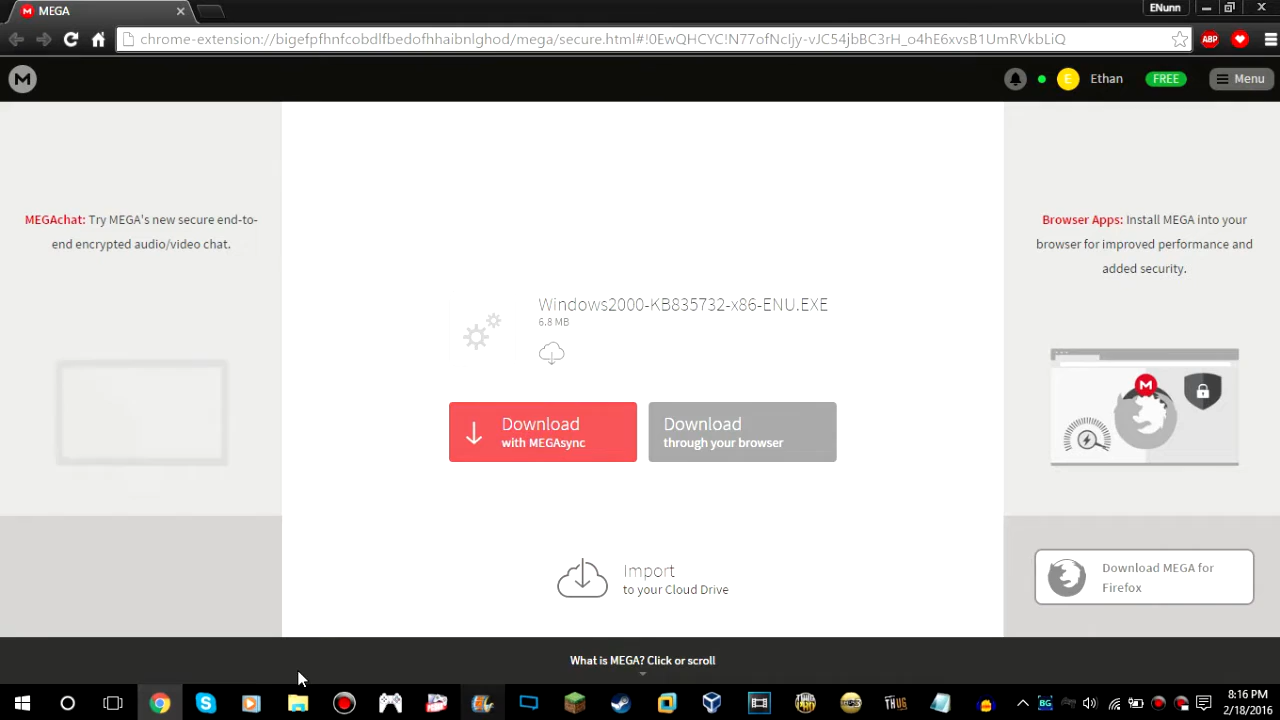 MEGA
ENunn
chrome-extension://bigefpfhnfcobdlfbedofhhaibnlghod/mega/secure.html#!0EwQHCYC!N77ofNcIjy-vJC54jbBC3rH_o4hE6xvsB1UmRVkbLiQ
ABP
M
E
Ethan
FREE
Menu
MEGAchat: Try MEGA's new secure end-to-
end encrypted audio/video chat.
Browser Apps: Install MEGA into your
browser for improved performance and
added security.
Windows2000-KB835732-x86-ENU.EXE
6.8 MB
M
Download
with MEGAsync
Download
through your browser
Import
to your Cloud Drive
Download MEGA for
Firefox
What is MEGA? Click or scroll
THUG
BG
8:16 PM
2/18/2016